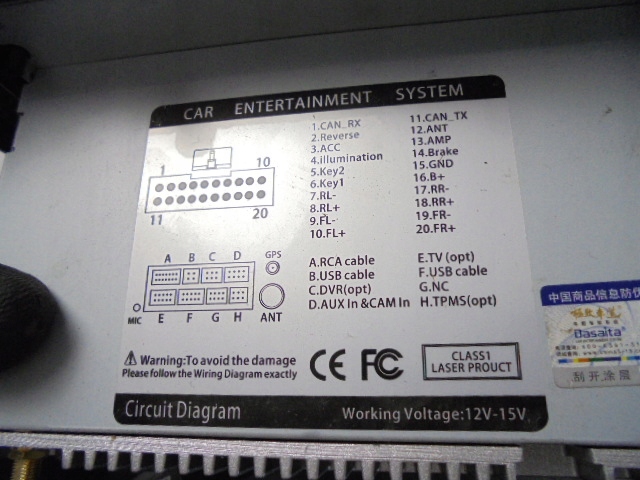 CAR ENTERTAINMENT SYSTEM
1.CAN_RX
2.Reverse
3.ACC
4.illumination
5.Key2
6.Key1
7.RL-
8.RL+
9.FL-
10.FL+
11.CAN_TX
12.ANT
13.AMP
14.Brake
15.GND
16.B+
17.RR-
18.RR+
19.FR-
20.FR+
1 10
11 20
A B C D GPS
MIC E F G H ANT
A.RCA cable
B.USB cable
C.DVR(opt)
D.AUX In &CAM In
E.TV (opt)
F.USB cable
G.NC
H.TPMS(opt)
Warning:To avoid the damage
Please follow the Wiring Diagram exactly
CE FC
CLASS1
LASER PROUCT
Circuit Diagram Working Voltage:12V-15V
中国商品信息防伪
Basaita
刮开涂层